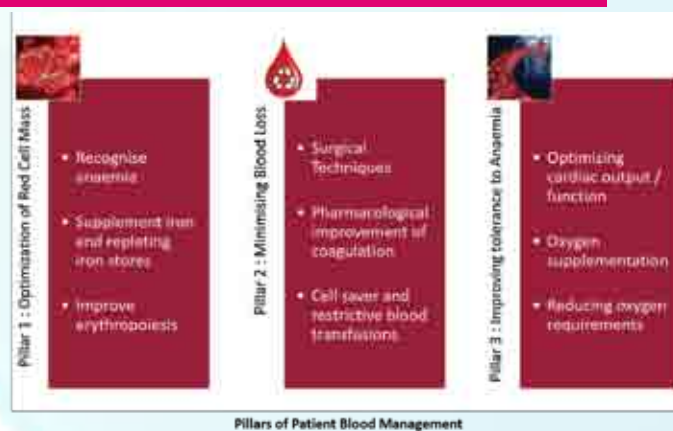 Pillar 1 : Optimization of Red Cell Mass
• Recognise
anaemia
• Supplement iron
and repleting
iron stores
• Improve
erythropoiesis
Pillar 2 : Minimising Blood Loss
• Surgical
Techniques
• Pharmacological
improvement of
coagulation
• Cell saver and
restrictive blood
transfusions
Pillar 3 : Improving tolerance to Anaemia
• Optimizing
cardiac output /
function
• Oxygen
supplementation
• Reducing oxygen
requirements
Pillars of Patient Blood Management